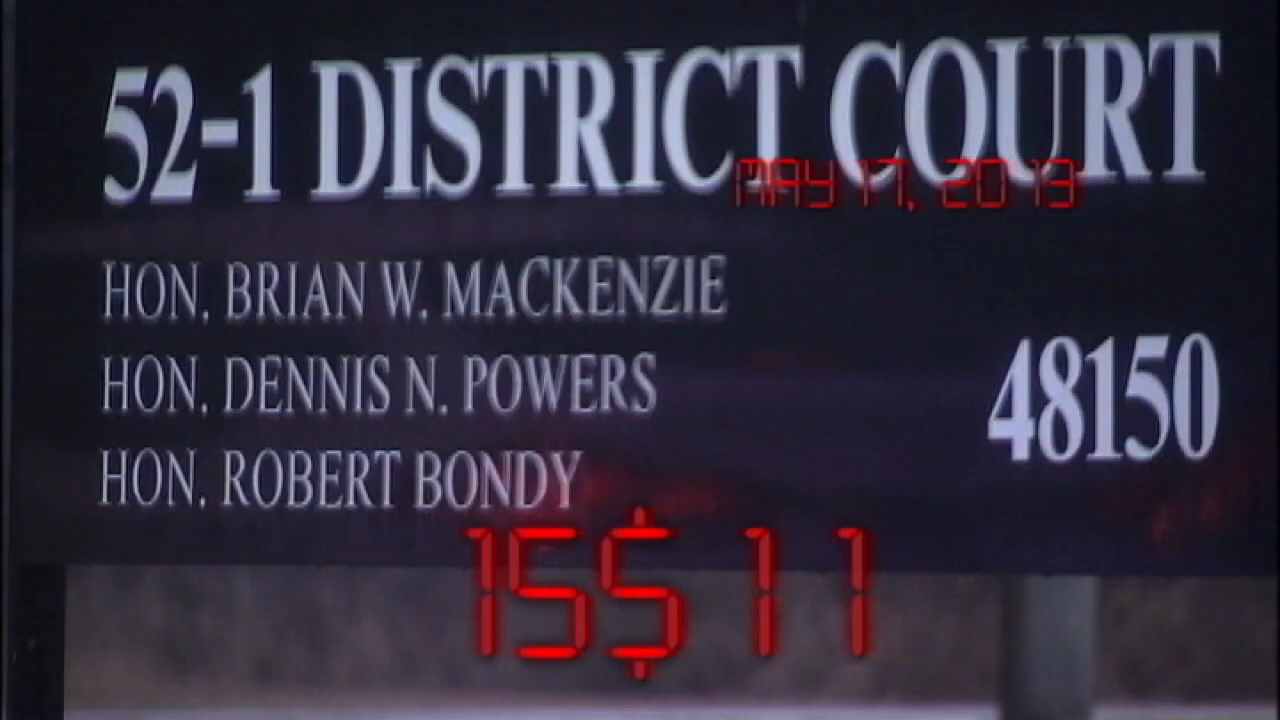 52-1 DISTRICT COURT
MAY 17, 2013
HON. BRIAN W. MACKENZIE
HON. DENNIS N. POWERS
48150
HON. ROBERT BONDY
15$11